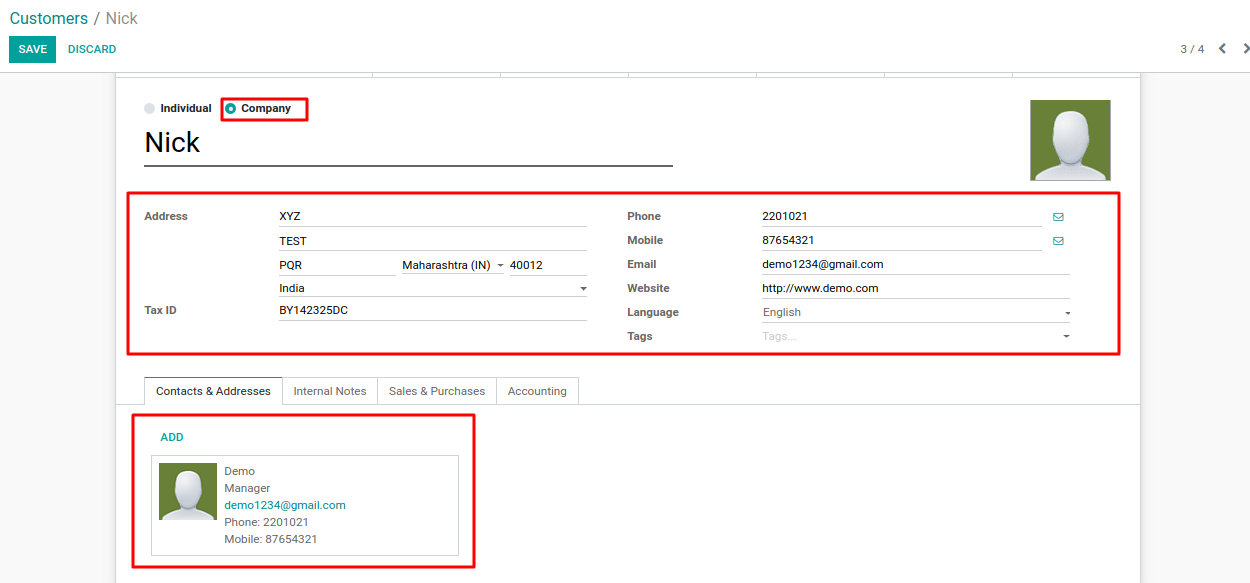 Customers / Nick
SAVE DISCARD 3 / 4
Individual Company
Nick
Address XYZ Phone 2201021
TEST Mobile 87654321
PQR Maharashtra (IN) 40012 Email demo1234@gmail.com
India Website http://www.demo.com
Tax ID BY142325DC Language English
Tags Tags...
Contacts & Addresses Internal Notes Sales & Purchases Accounting
ADD
Demo
Manager
demo1234@gmail.com
Phone: 2201021
Mobile: 87654321